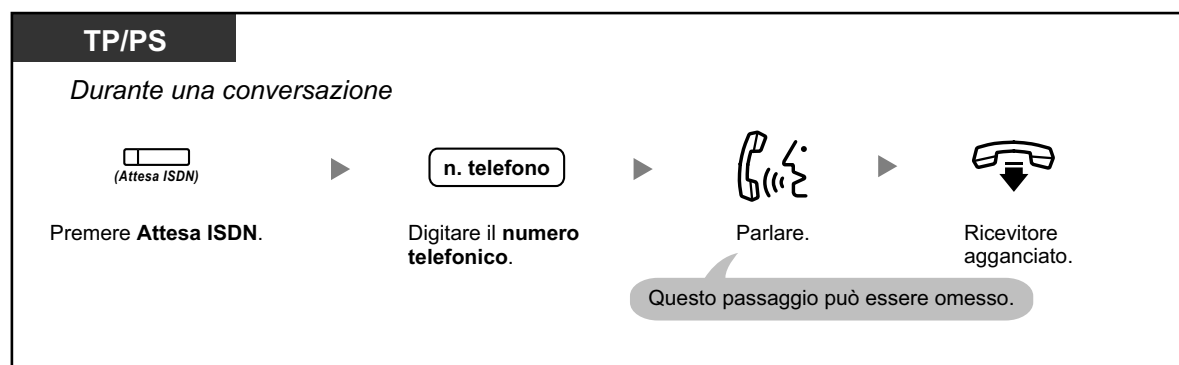 TP/PS
Durante una conversazione
(Attesa ISDN)
n. telefono
Premere Attesa ISDN.
Digitare il numero
telefonico.
Parlare.
Ricevitore
agganciato.
Questo passaggio può essere omesso.